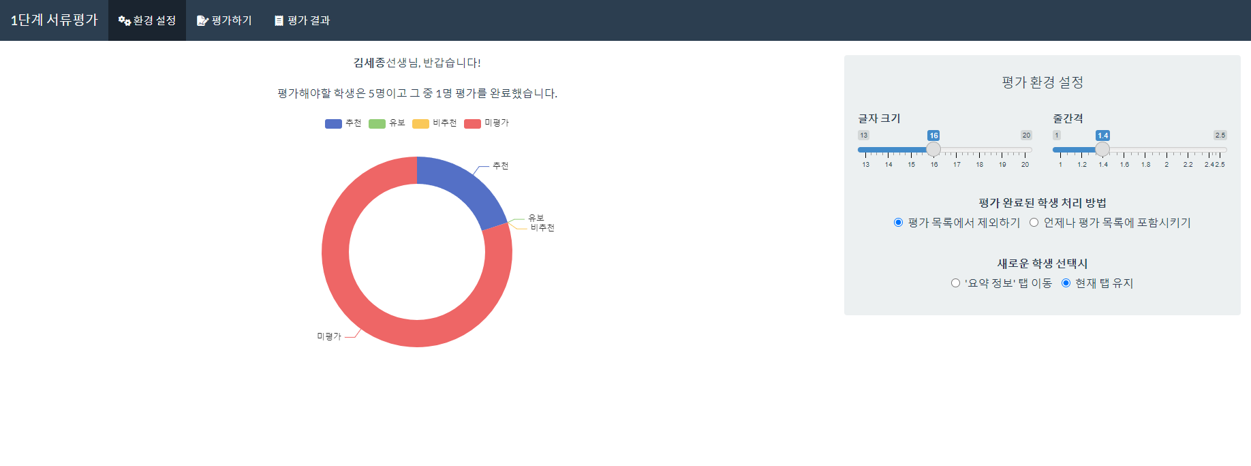 1단계 서류평가 환경 설정 평가하기 평가 결과
김세종선생님, 반갑습니다!
평가해야할 학생은 5명이고 그 중 1명 평가를 완료했습니다.
추천 유보 비추천 미평가
추천
유보
비추천
미평가
평가 환경 설정
글자 크기
13 16 20
13 14 15 16 17 18 19 20
줄간격
1 1.4 2.5
1 1.2 1.4 1.6 1.8 2 2.2 2.4 2.5
평가 완료된 학생 처리 방법
평가 목록에서 제외하기 언제나 평가 목록에 포함시키기
새로운 학생 선택시
'요약 정보' 탭 이동 현재 탭 유지